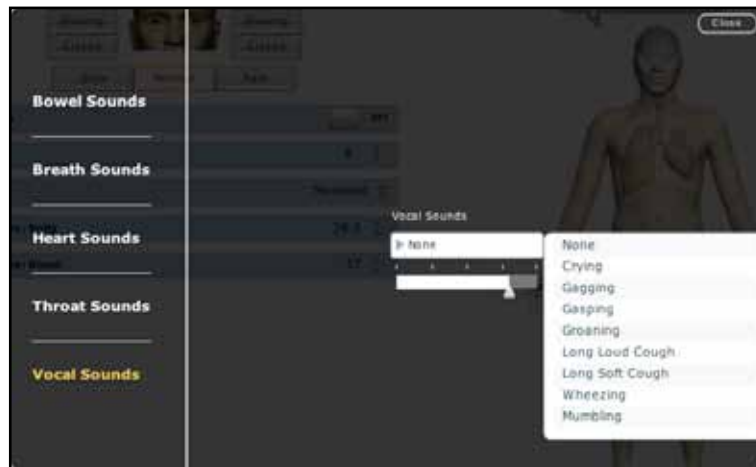 Close
Bowel Sounds
Breath Sounds
Heart Sounds
Throat Sounds
Vocal Sounds
Vocal Sounds
None
None
Crying
Gagging
Gasping
Groaning
Long Loud Cough
Long Soft Cough
Wheezing
Mumbling